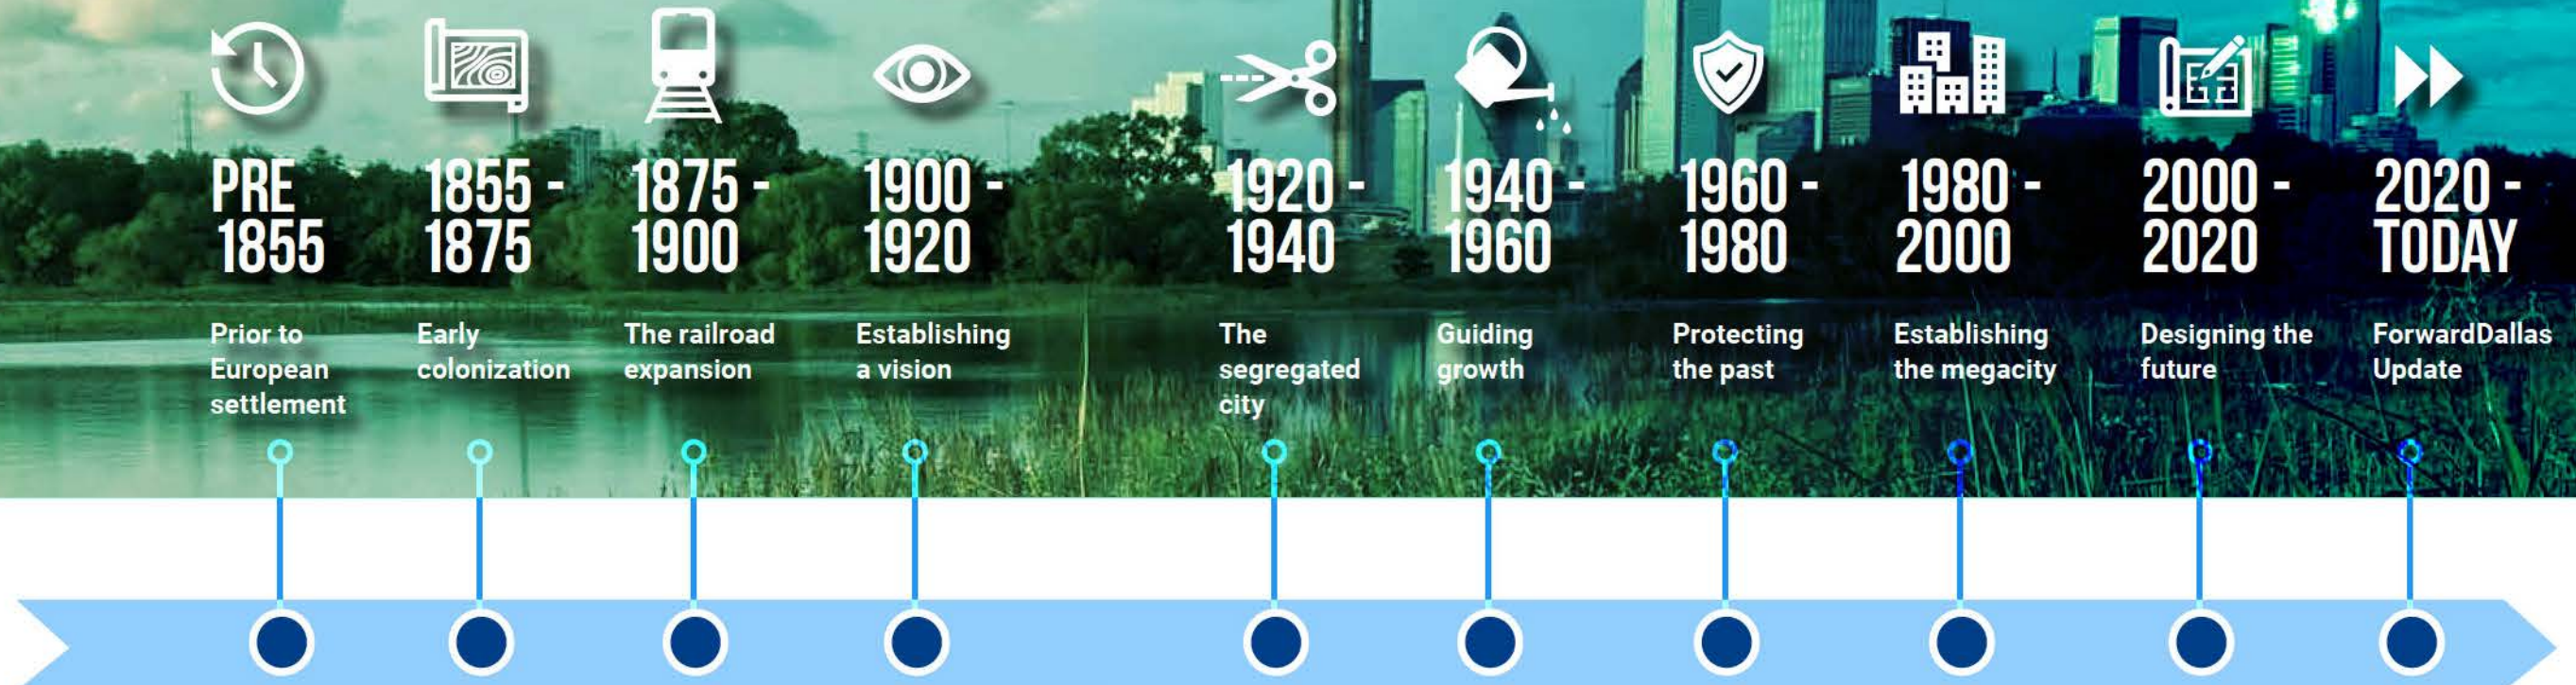 PRE
1855
Prior to
European
settlement
1855 -
1875
Early
colonization
1875 -
1900
The railroad
expansion
1900 -
1920
Establishing
a vision
1920 -
1940
The
segregated
city
1940 -
1960
Guiding
growth
1960 -
1980
Protecting
the past
1980 -
2000
Establishing
the megacity
2000 -
2020
Designing the
future
2020 -
TODAY
ForwardDallas
Update